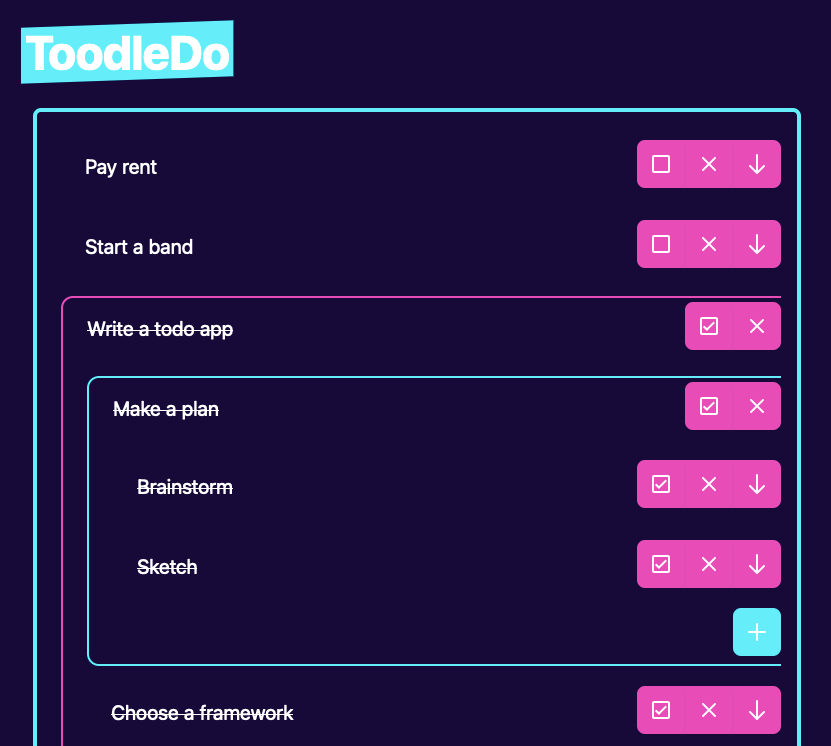 ToodleDo
Pay rent
Start a band
Write a todo app
Make a plan
Brainstorm
Sketch
Choose a framework